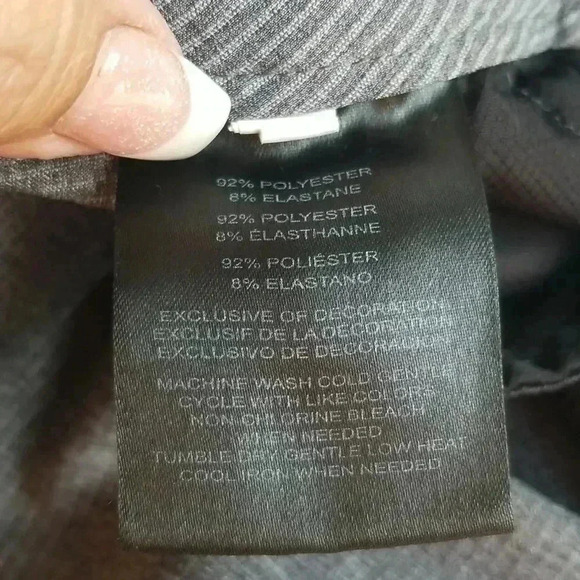 92% POLYESTER
8% ELASTANE
92% POLYESTER
8% ÉLASTHANNE
92% POLIÉSTER
8% ELASTANO
EXCLUSIVE OF DECORATION
EXCLUSIF DE LA DECORATION
EXCLUSIVO DE DECORACION
MACHINE WASH COLD GENTLE
CYCLE WITH LIKE COLORS
NON CHLORINE BLEACH
WHEN NEEDED
TUMBLE DRY GENTLE LOW HEAT
COOL IRON WHEN NEEDED